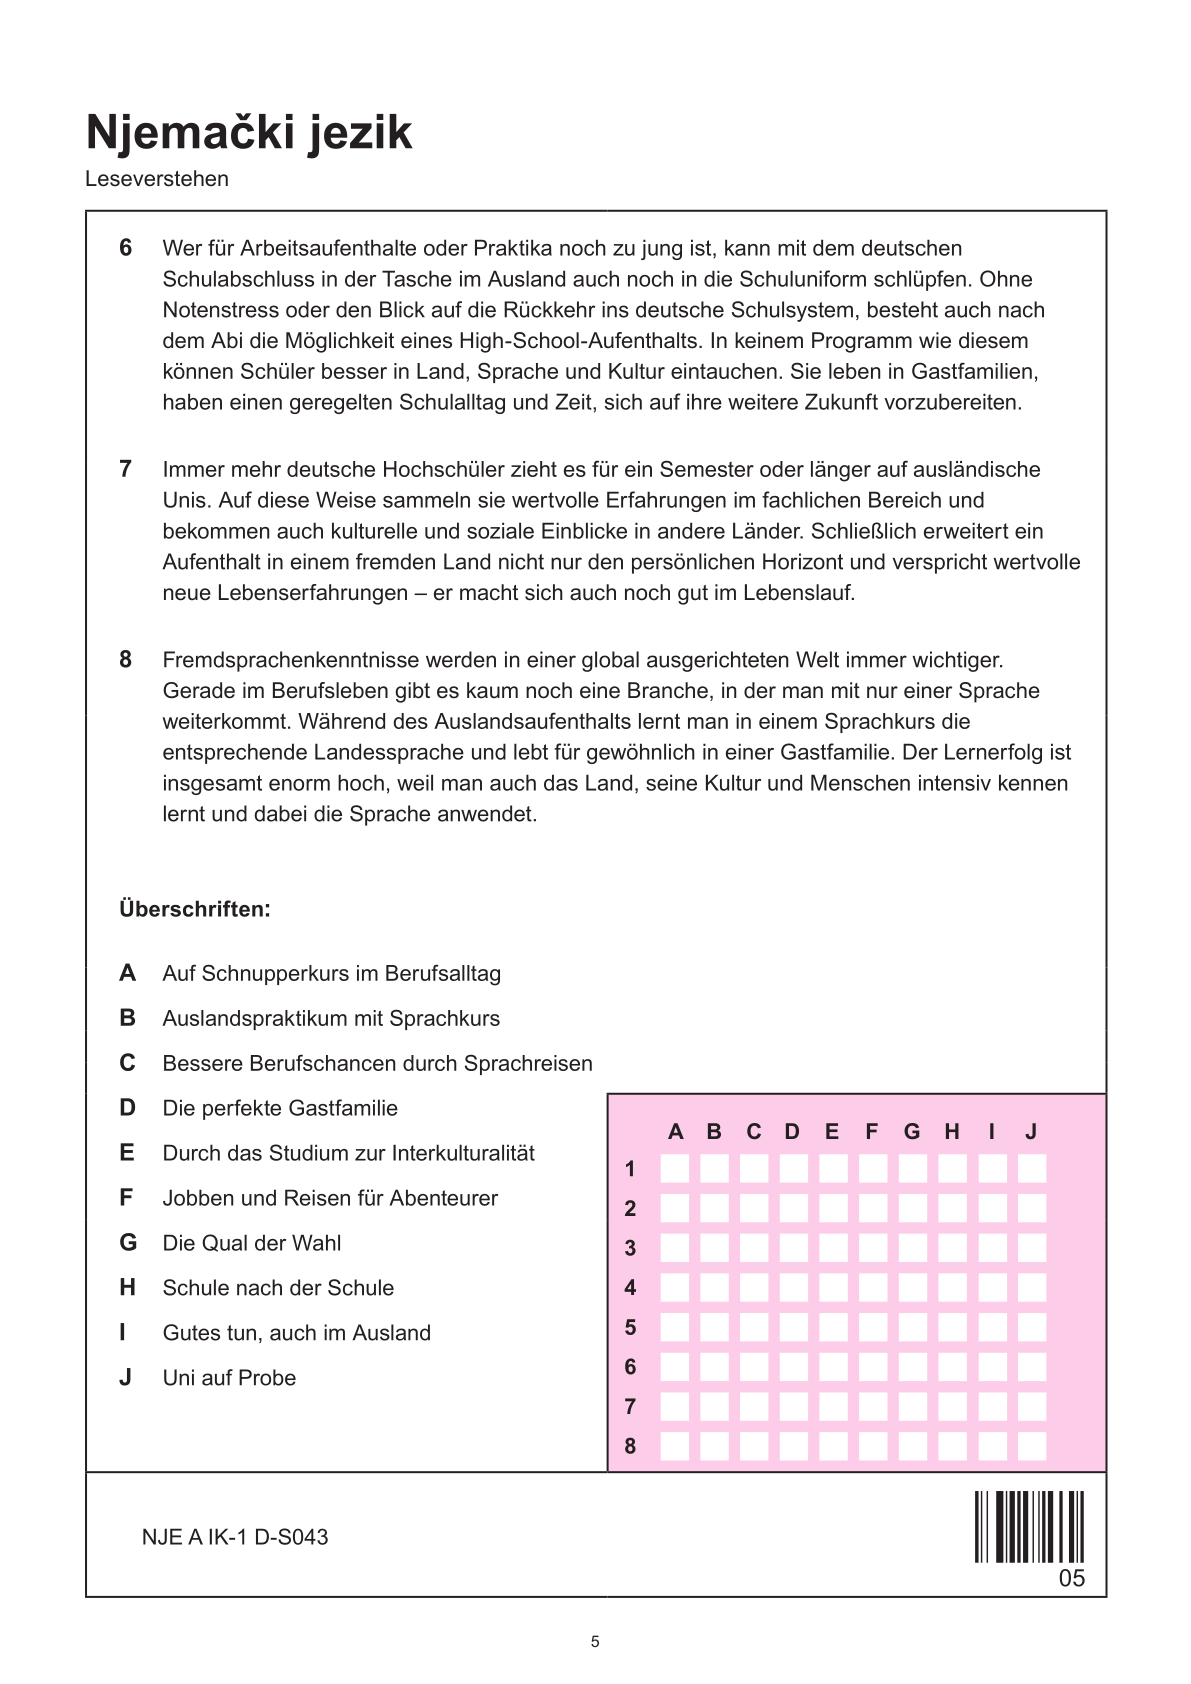 Njemački jezik
Leseverstehen
6 Wer für Arbeitsaufenthalte oder Praktika noch zu jung ist, kann mit dem deutschen
Schulabschluss in der Tasche im Ausland auch noch in die Schuluniform schlüpfen. Ohne
Notenstress oder den Blick auf die Rückkehr ins deutsche Schulsystem, besteht auch nach
dem Abi die Möglichkeit eines High-School-Aufenthalts. In keinem Programm wie diesem
können Schüler besser in Land, Sprache und Kultur eintauchen. Sie leben in Gastfamilien,
haben einen geregelten Schulalltag und Zeit, sich auf ihre weitere Zukunft vorzubereiten.
7 Immer mehr deutsche Hochschüler zieht es für ein Semester oder länger auf ausländische
Unis. Auf diese Weise sammeln sie wertvolle Erfahrungen im fachlichen Bereich und
bekommen auch kulturelle und soziale Einblicke in andere Länder. Schließlich erweitert ein
Aufenthalt in einem fremden Land nicht nur den persönlichen Horizont und verspricht wertvolle
neue Lebenserfahrungen – er macht sich auch noch gut im Lebenslauf.
8 Fremdsprachenkenntnisse werden in einer global ausgerichteten Welt immer wichtiger.
Gerade im Berufsleben gibt es kaum noch eine Branche, in der man mit nur einer Sprache
weiterkommt. Während des Auslandsaufenthalts lernt man in einem Sprachkurs die
entsprechende Landessprache und lebt für gewöhnlich in einer Gastfamilie. Der Lernerfolg ist
insgesamt enorm hoch, weil man auch das Land, seine Kultur und Menschen intensiv kennen
lernt und dabei die Sprache anwendet.
Überschriften:
A Auf Schnupperkurs im Berufsalltag
B Auslandspraktikum mit Sprachkurs
C Bessere Berufschancen durch Sprachreisen
D Die perfekte Gastfamilie
E Durch das Studium zur Interkulturalität
F Jobben und Reisen für Abenteurer
G Die Qual der Wahl
H Schule nach der Schule
I Gutes tun, auch im Ausland
J Uni auf Probe
A B C D E F G H I J
1
2
3
4
5
6
7
8
NJE A IK-1 D-S043
05
5